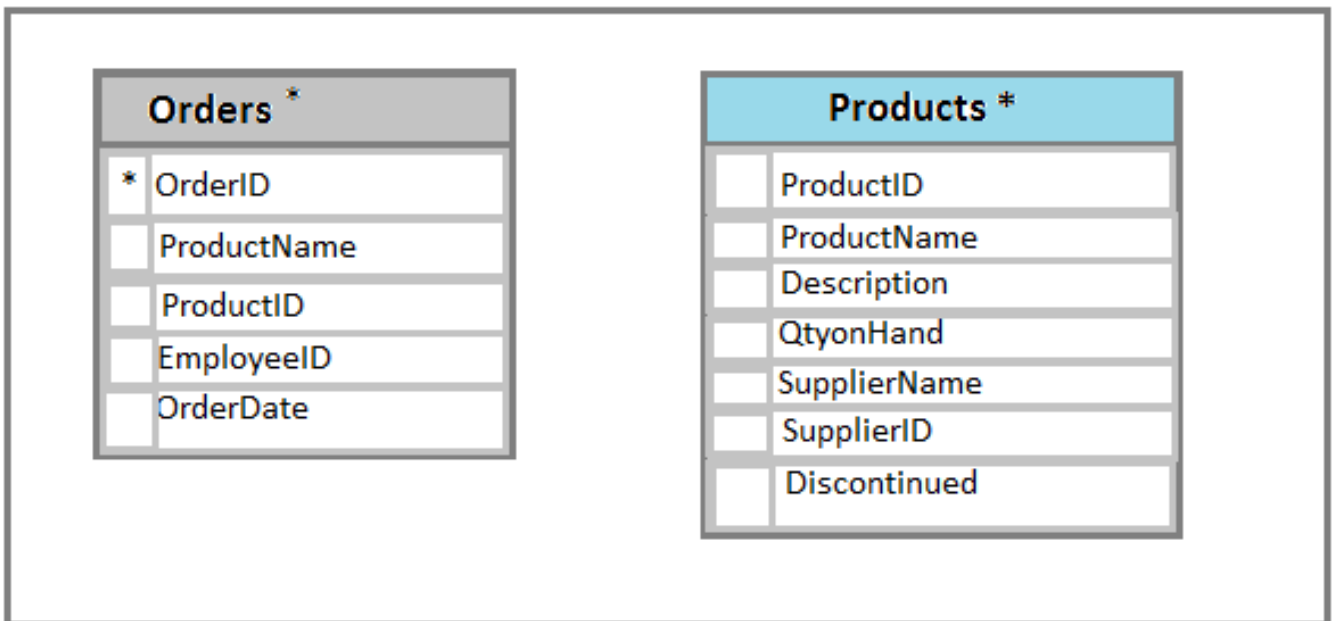 Orders *
* OrderID
ProductName
ProductID
EmployeeID
OrderDate
Products *
ProductID
ProductName
Description
QtyonHand
SupplierName
SupplierID
Discontinued